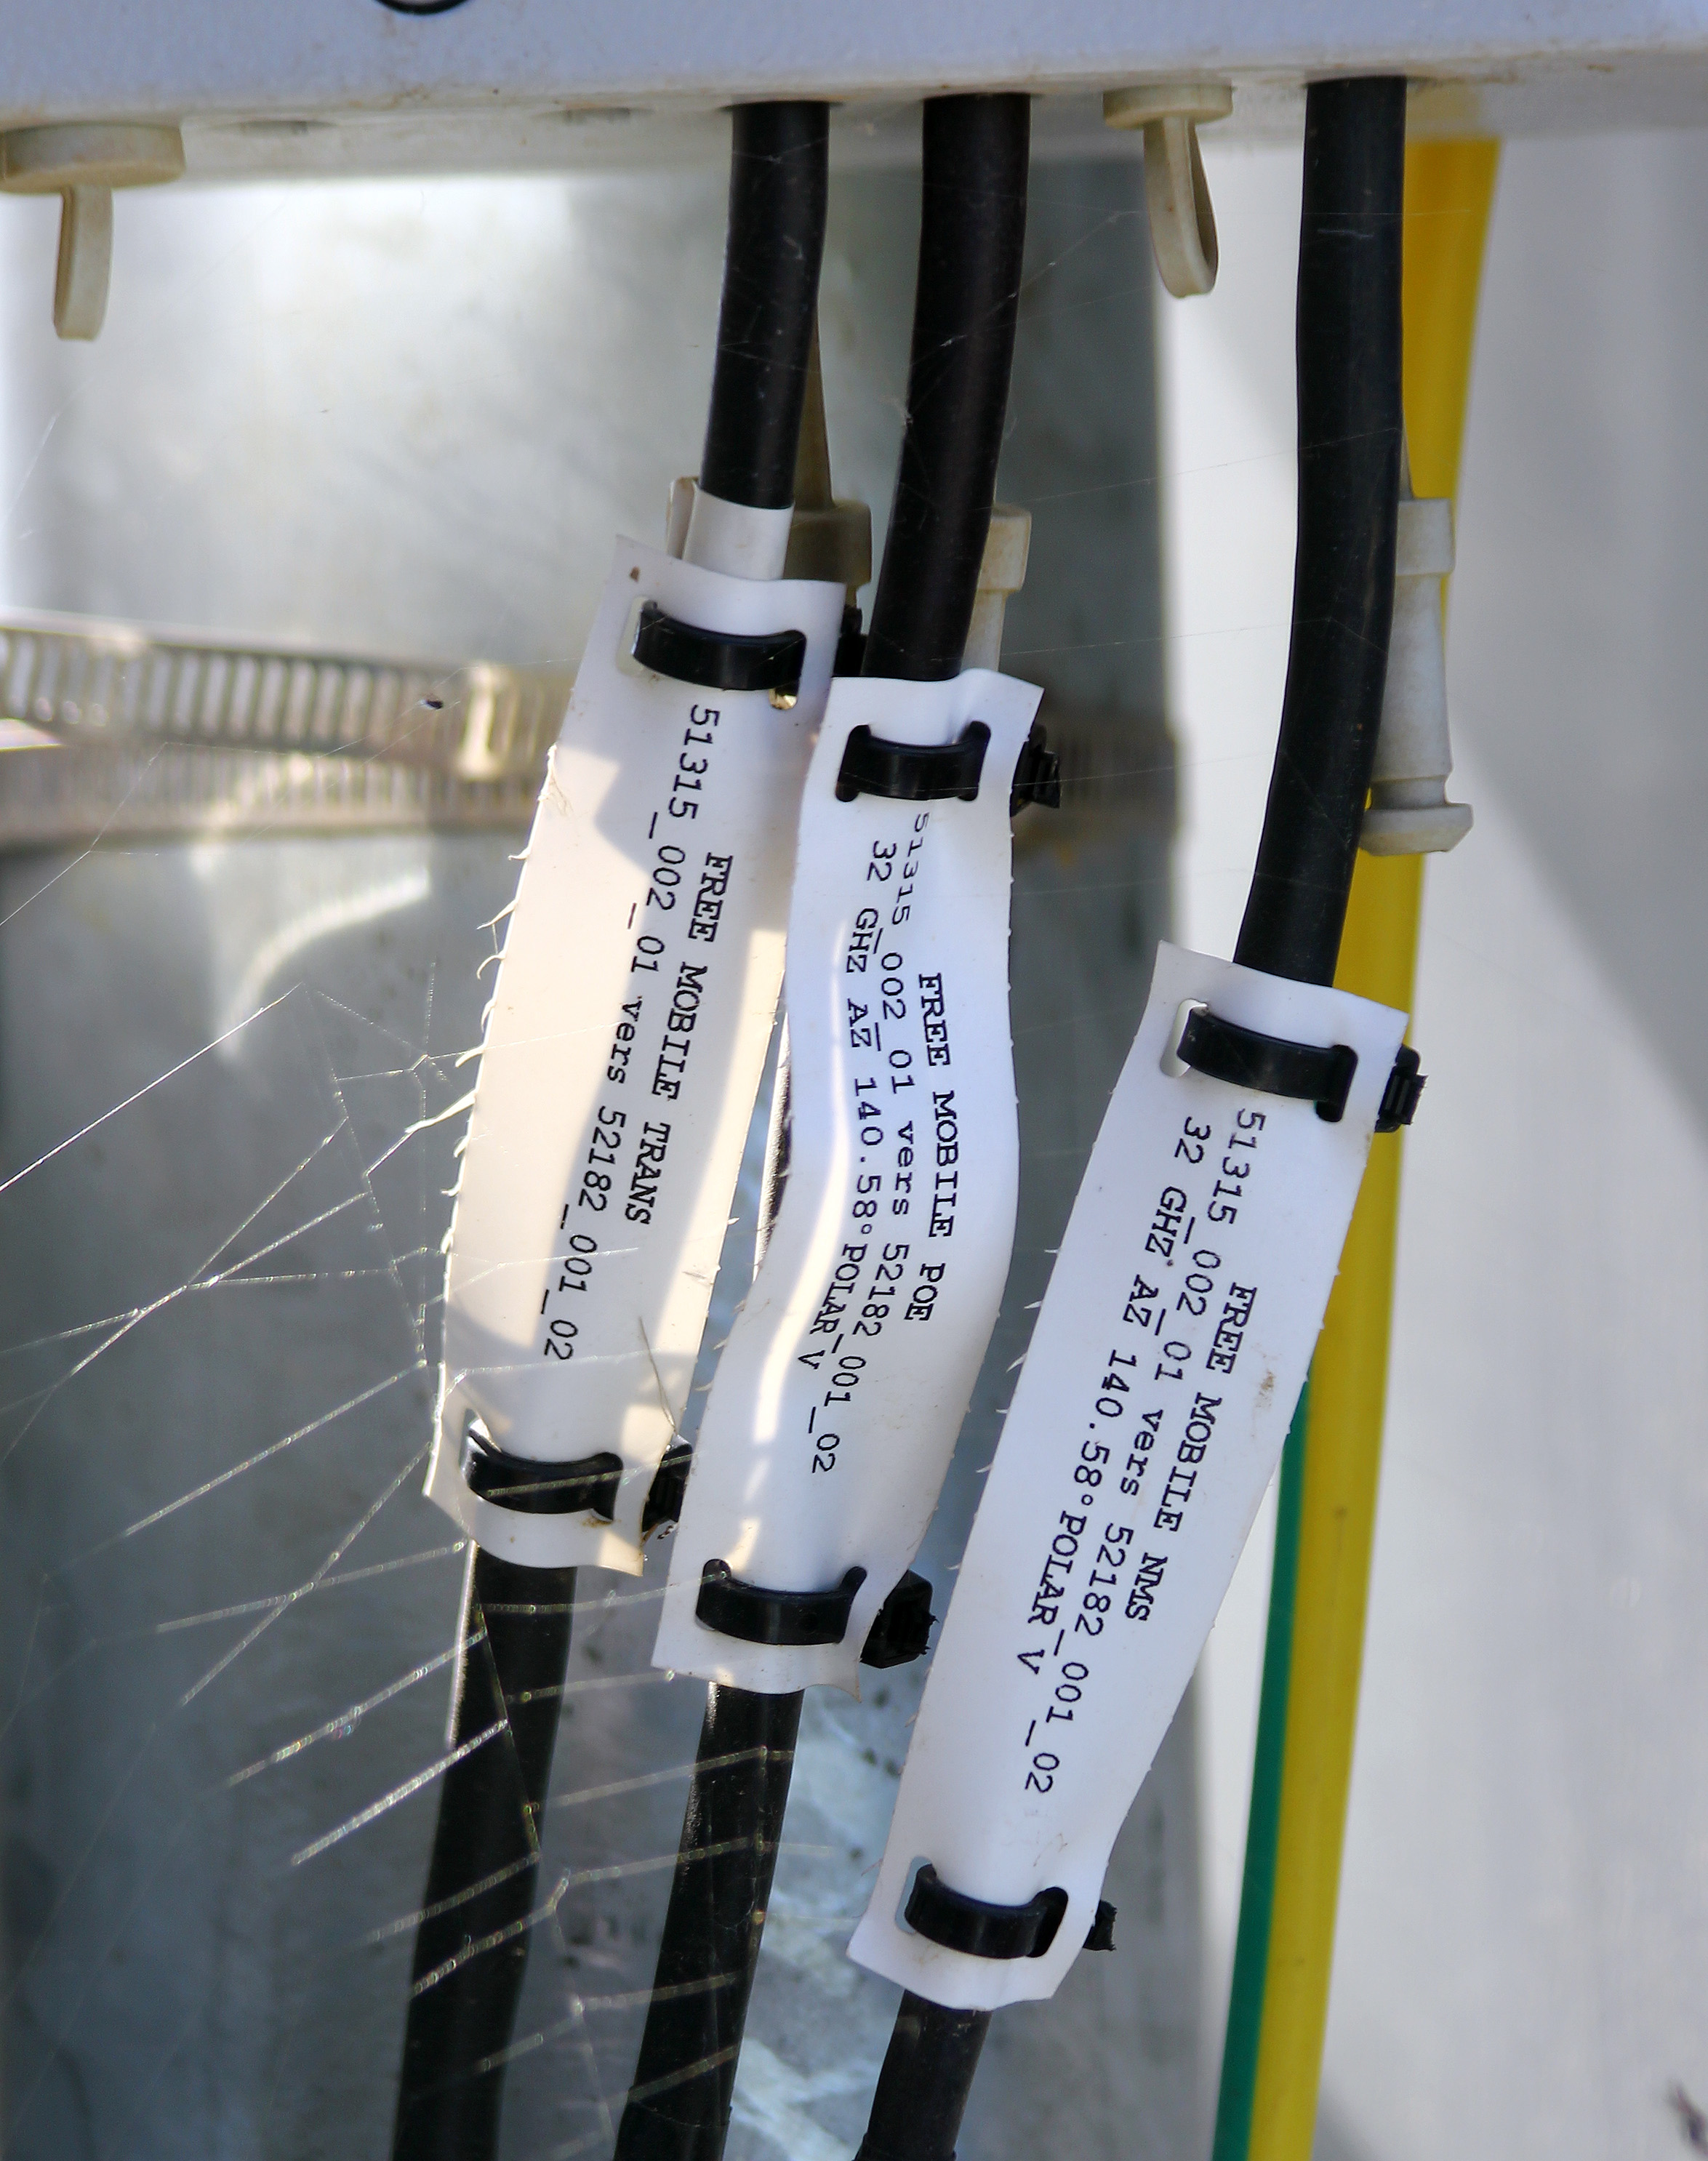 FREE MOBILE TRANS
51315_002_01 vers 52182_001_02
FREE MOBILE POE
51315_002_01 vers 52182_001_02
32 GHZ AZ 140.58°POLAR V
FREE MOBILE NMS
51315_002_01 vers 52182_001_02
32 GHZ AZ 140.58°POLAR V